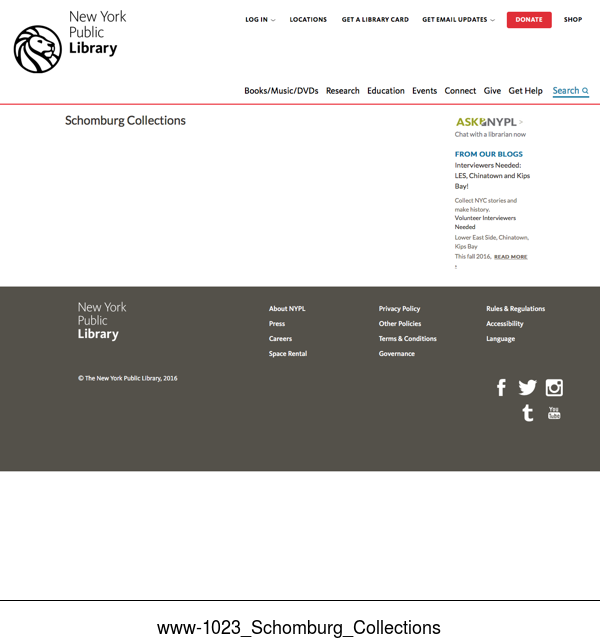 New York
Public
Library
LOG IN
LOCATIONS
GET A LIBRARY CARD
GET EMAIL UPDATES
DONATE
SHOP
Books/Music/DVDs Research Education Events Connect Give Get Help Search
Schomburg Collections
ASK NYPL >
Chat with a librarian now
FROM OUR BLOGS
Interviewers Needed:
LES, Chinatown and Kips
Bay!
Collect NYC stories and
make history.
Volunteer Interviewers
Needed
Lower East Side, Chinatown,
Kips Bay
This fall 2016, READ MORE
New York
Public
Library
About NYPL
Press
Careers
Space Rental
Privacy Policy
Other Policies
Terms & Conditions
Governance
Rules & Regulations
Accessibility
Language
© The New York Public Library, 2016
You
Tube
www-1023_Schomburg_Collections